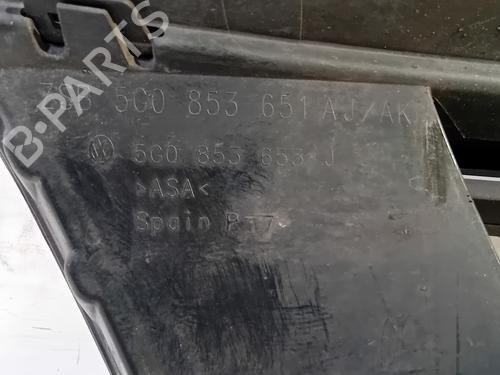 5G0 853 651 AJ/AK
5G0 853 653 J
>ASA<
Spain
B-PARTS